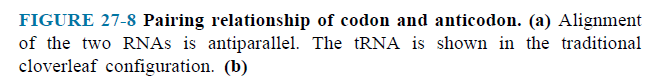 FIGURE 27-8 Pairing relationship of codon and anticodon. (a) Alignment
of the two RNAs is antiparallel. The tRNA is shown in the traditional
cloverleaf configuration. (b)